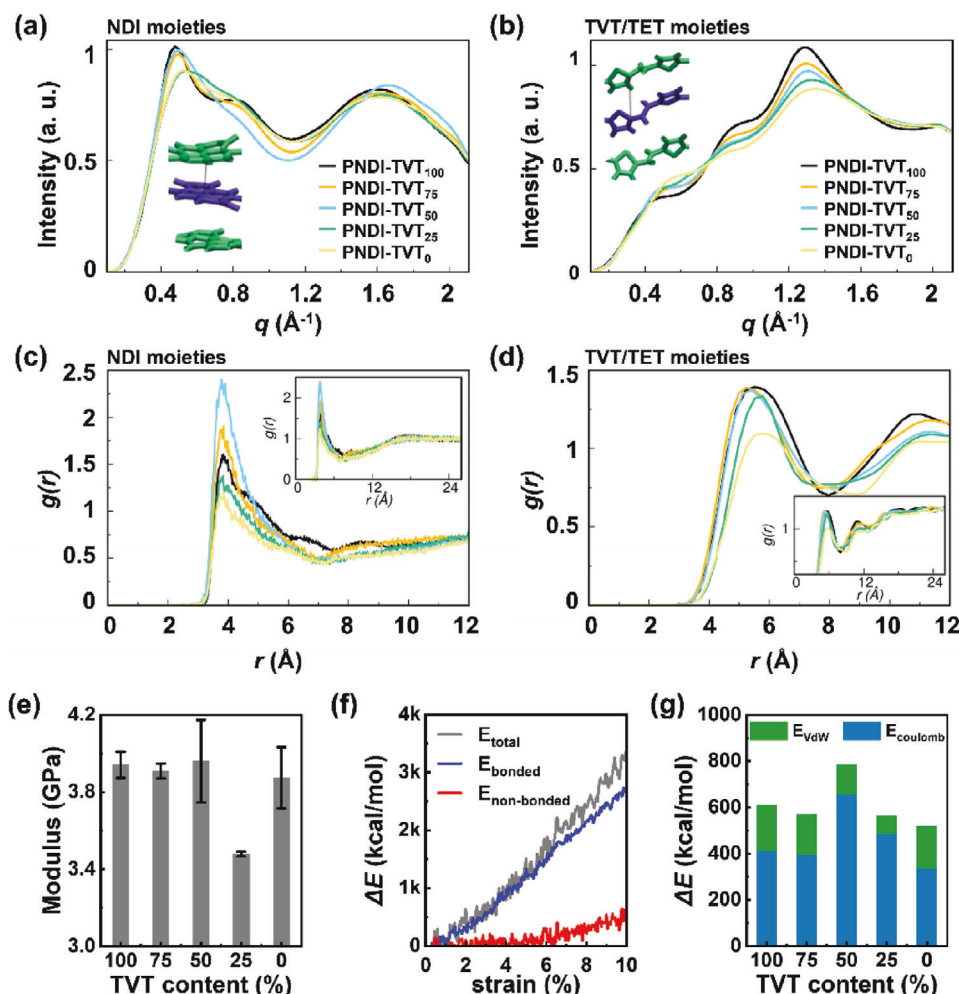 (a) NDI moieties
Intensity (a. u.)
1
0.5
0
PNDI-TVT100
PNDI-TVT75
PNDI-TVT50
PNDI-TVT25
PNDI-TVT0
0.4 0.8 1.2 1.6 2
q (Å-1)
(b) TVT/TET moieties
Intensity (a. u.)
1
0.5
0
PNDI-TVT100
PNDI-TVT75
PNDI-TVT50
PNDI-TVT25
PNDI-TVT0
0.4 0.8 1.2 1.6 2
q (Å-1)
(c) NDI moieties
g(r)
2.5
2
1.5
1
0.5
0
0 2 4 6 8 10 12
r (Å)
g(r)
2
1
0
0 12 24
r (Å)
(d) TVT/TET moieties
g(r)
1.5
1
0.5
0
0 2 4 6 8 10 12
r (Å)
g(r)
1
0 12 24
r (Å)
(e)
Modulus (GPa)
4.2
3.8
3.4
3.0
100 75 50 25 0
TVT content (%)
(f)
ΔE (kcal/mol)
4k
3k
2k
1k
0
Etotal
Ebonded
Enon-bonded
0 2 4 6 8 10
strain (%)
(g)
ΔE (kcal/mol)
1000
800
600
400
200
0
EVdW Ecoulomb
100 75 50 25 0
TVT content (%)